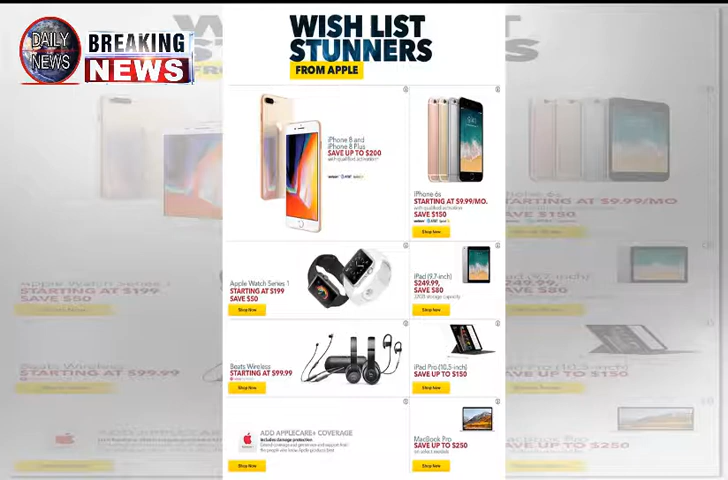 DAILY NEWS
BREAKING
NEWS
WISH LIST
STUNNERS
FROM APPLE
iPhone 8 and
iPhone 8 Plus
SAVE UP TO $200
with qualified activation
iPhone 6s
STARTING AT $9.99/MO.
with qualified activation
SAVE $150
Shop Now
Apple Watch Series 1
STARTING AT $199
SAVE $50
Shop Now
iPad (9.7-inch)
$249.99,
SAVE $80
32GB storage capacity
Shop Now
Beats Wireless
STARTING AT $99.99
Shop Now
iPad Pro (10.5-inch)
SAVE UP TO $150
Shop Now
ADD APPLECARE+ COVERAGE
Includes damage protection
Shop Now
MacBook Pro
SAVE UP TO $250
on select models
Shop Now